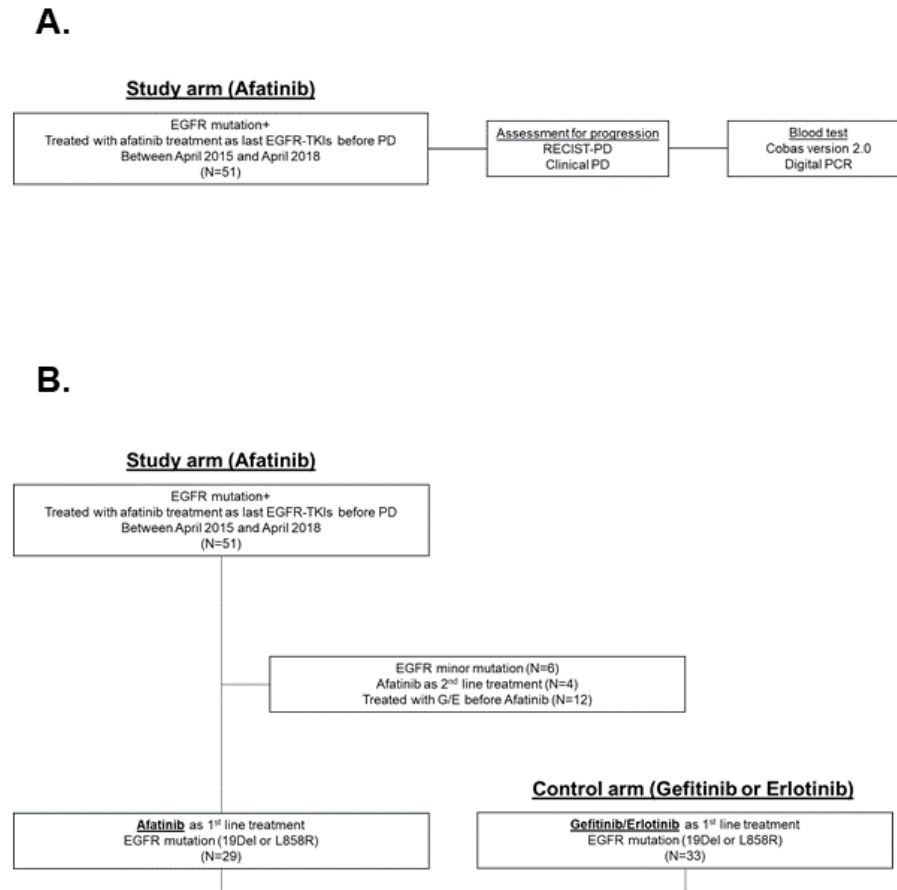 A.
Study arm (Afatinib)
EGFR mutation+
Treated with afatinib treatment as last EGFR-TKIs before PD
Between April 2015 and April 2018
(N=51)
Assessment for progression
RECIST-PD
Clinical PD
Blood test
Cobas version 2.0
Digital PCR
B.
Study arm (Afatinib)
EGFR mutation+
Treated with afatinib treatment as last EGFR-TKIs before PD
Between April 2015 and April 2018
(N=51)
EGFR minor mutation (N=6)
Afatinib as 2nd line treatment (N=4)
Treated with G/E before Afatinib (N=12)
Afatinib as 1st line treatment
EGFR mutation (19Del or L858R)
(N=29)
Control arm (Gefitinib or Erlotinib)
Gefitinib/Erlotinib as 1st line treatment
EGFR mutation (19Del or L858R)
(N=33)